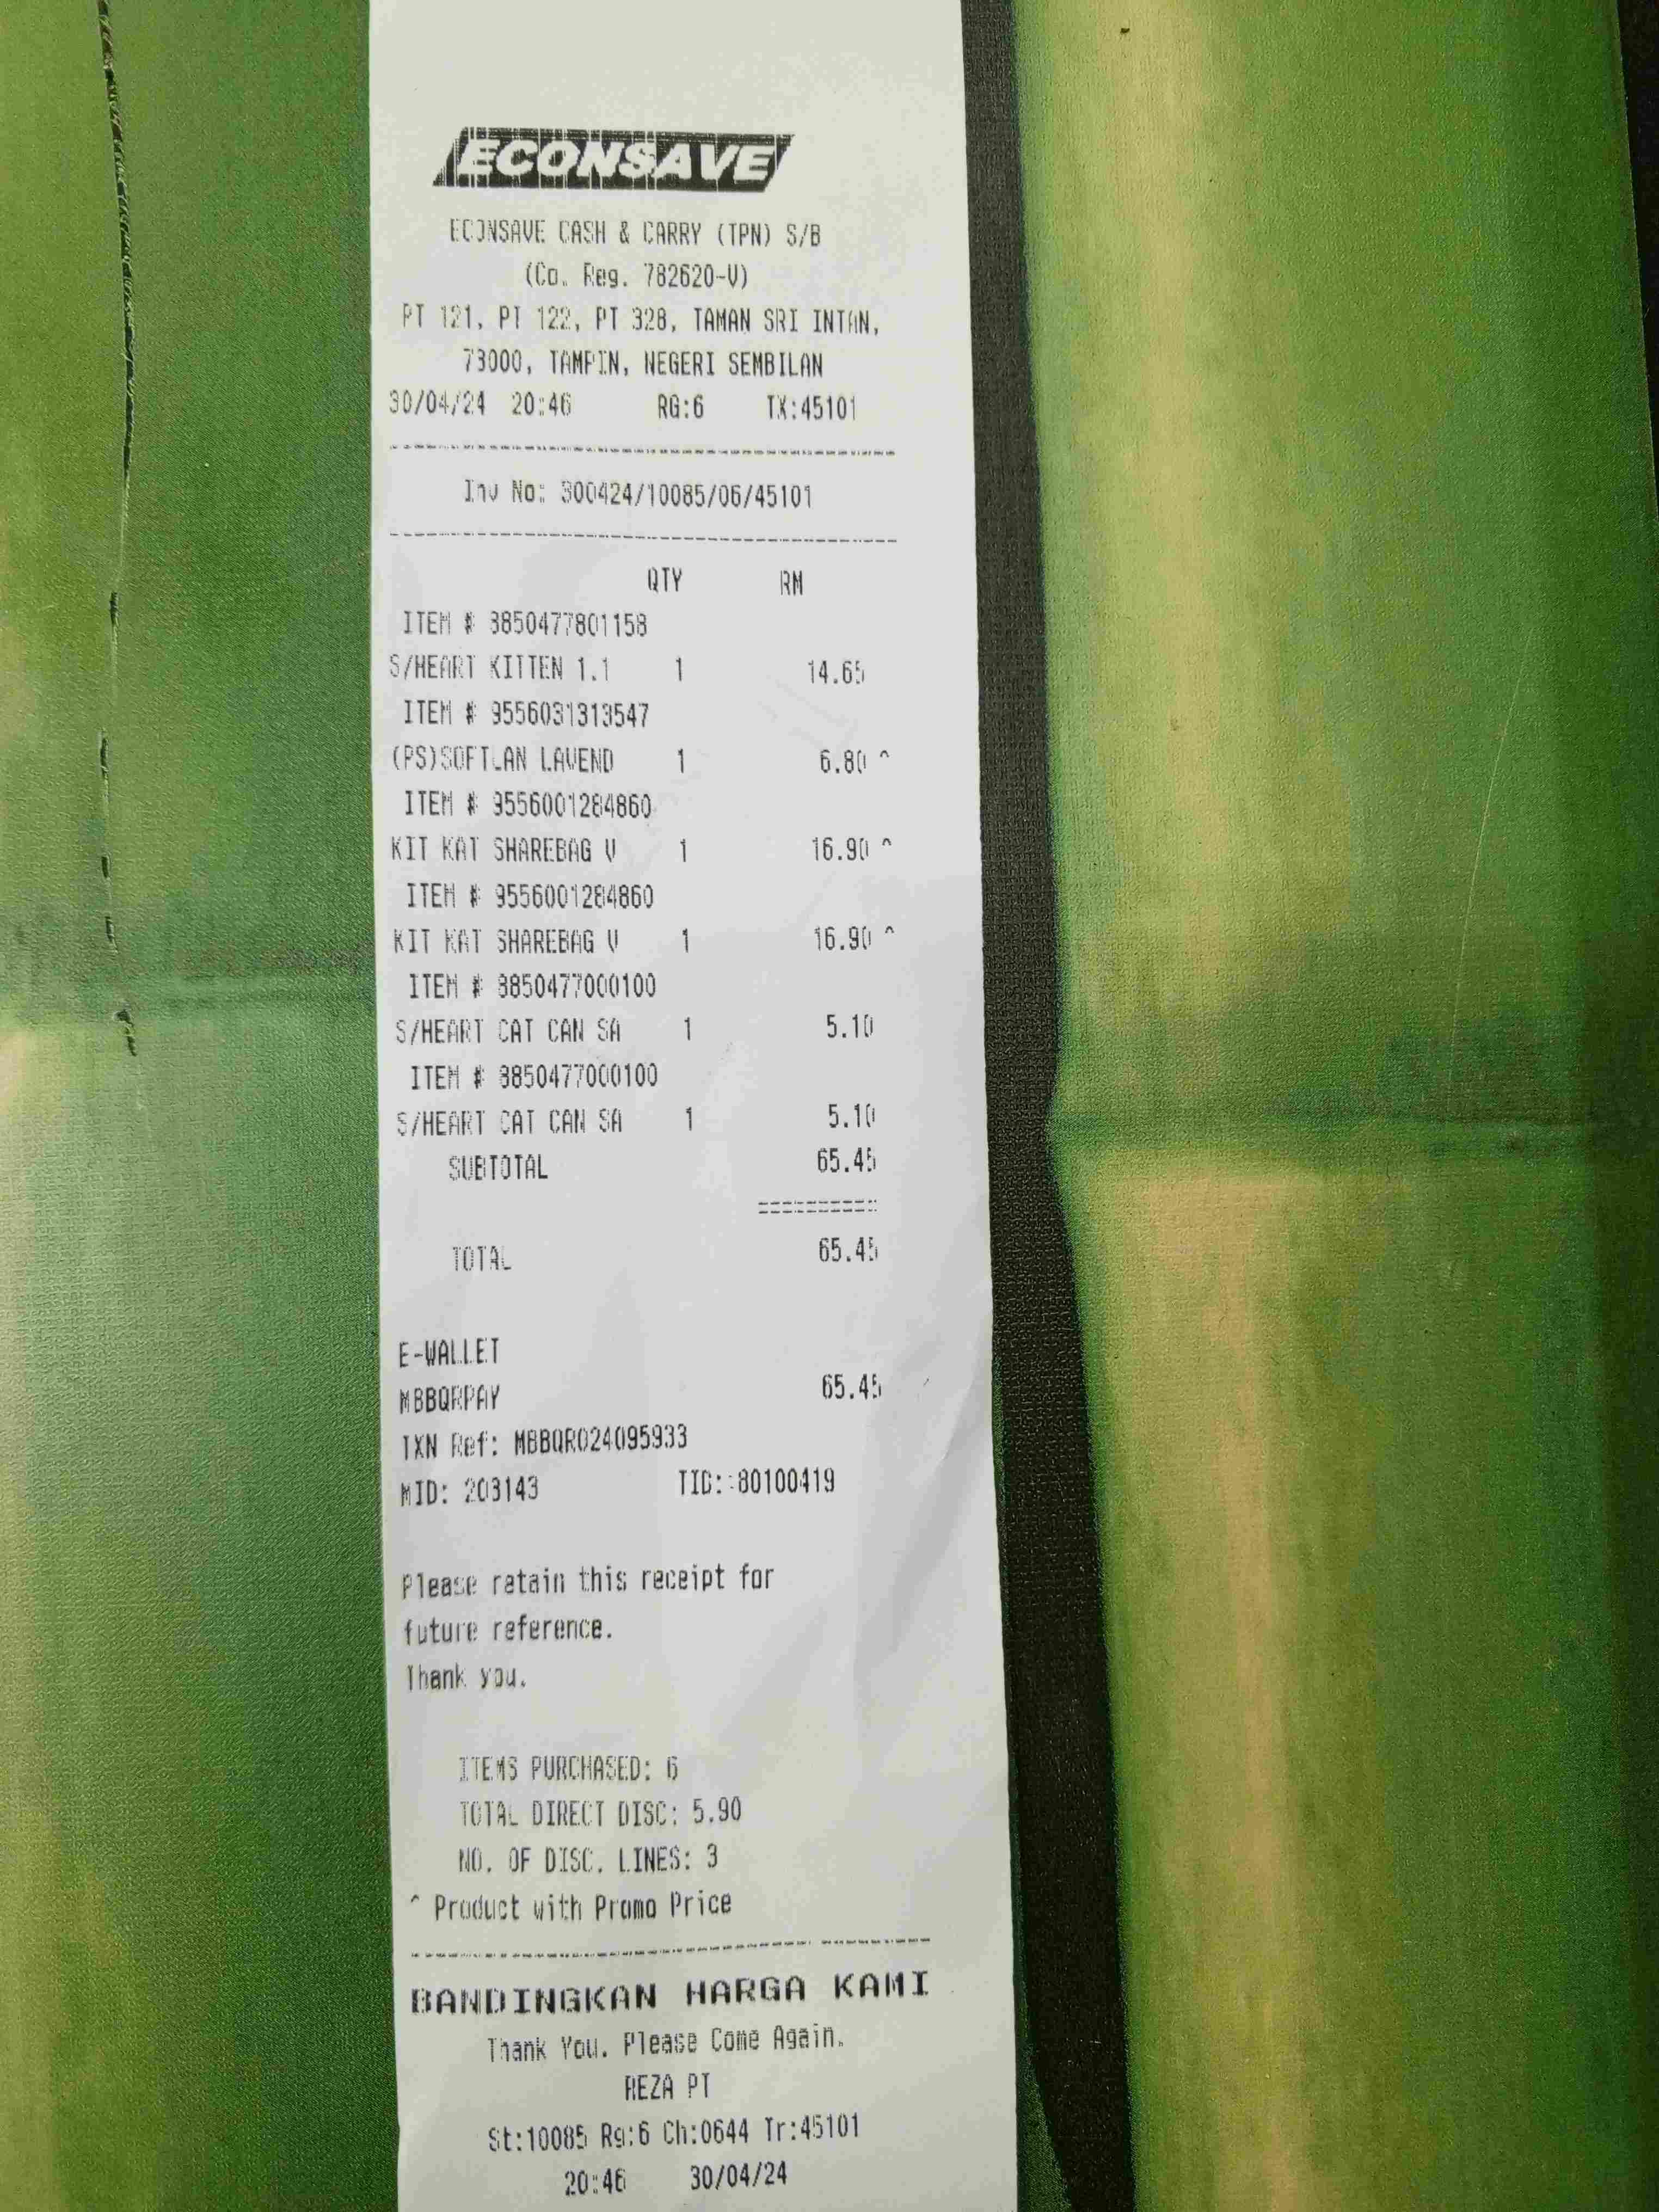 ECONSAVE
ECONSAVE CASH & CARRY (TPN) S/B
(Co. Reg. 782620-V)
PT 121, PT 122, PT 328, TAMAN SRI INTAN,
73000, TAMPIN, NEGERI SEMBILAN
30/04/24 20:46 RG:6 TX:45101
Inv No: 300424/10085/06/45101
QTY RM
ITEM # 8850477801158
S/HEART KITTEN 1.1 1 14.65
ITEM # 9556031313547
(PS)SOFTLAN LAVEND 1 6.80 ^
ITEM # 9556001284860
KIT KAT SHAREBAG V 1 16.90 ^
ITEM # 9556001284860
KIT KAT SHAREBAG V 1 16.90 ^
ITEM # 8850477000100
S/HEART CAT CAN SA 1 5.10
ITEM # 8850477000100
S/HEART CAT CAN SA 1 5.10
SUBTOTAL 65.45
==========
TOTAL 65.45
E-WALLET
MBBQRPAY 65.45
TXN Ref: MBBQR024095933
MID: 203143 TID: 80100419
Please retain this receipt for
future reference.
Thank you.
ITEMS PURCHASED: 6
TOTAL DIRECT DISC: 5.90
NO. OF DISC. LINES: 3
^ Product with Promo Price
BANDINGKAN HARGA KAMI
Thank You. Please Come Again.
REZA PT
St:10085 Rg:6 Ch:0644 Tr:45101
20:46 30/04/24